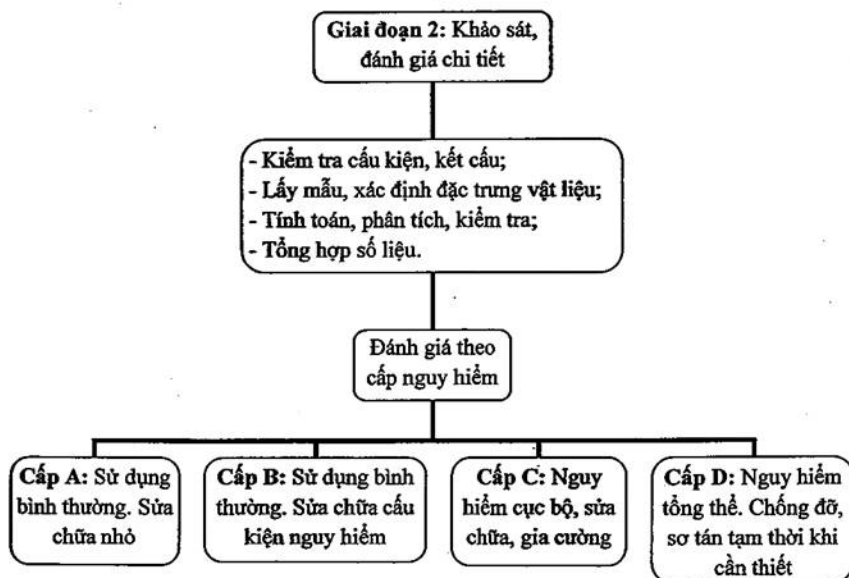 Giai đoạn 2: Khảo sát,
đánh giá chi tiết
- Kiểm tra cấu kiện, kết cấu;
- Lấy mẫu, xác định đặc trưng vật liệu;
- Tính toán, phân tích, kiểm tra;
- Tổng hợp số liệu.
Đánh giá theo
cấp nguy hiểm
Cấp A: Sử dụng
bình thường. Sửa
chữa nhỏ
Cấp B: Sử dụng bình
thường. Sửa chữa cấu
kiện nguy hiểm
Cấp C: Nguy
hiểm cục bộ, sửa
chữa, gia cường
Cấp D: Nguy hiểm
tổng thể. Chống đỡ,
sơ tán tạm thời khi
cần thiết